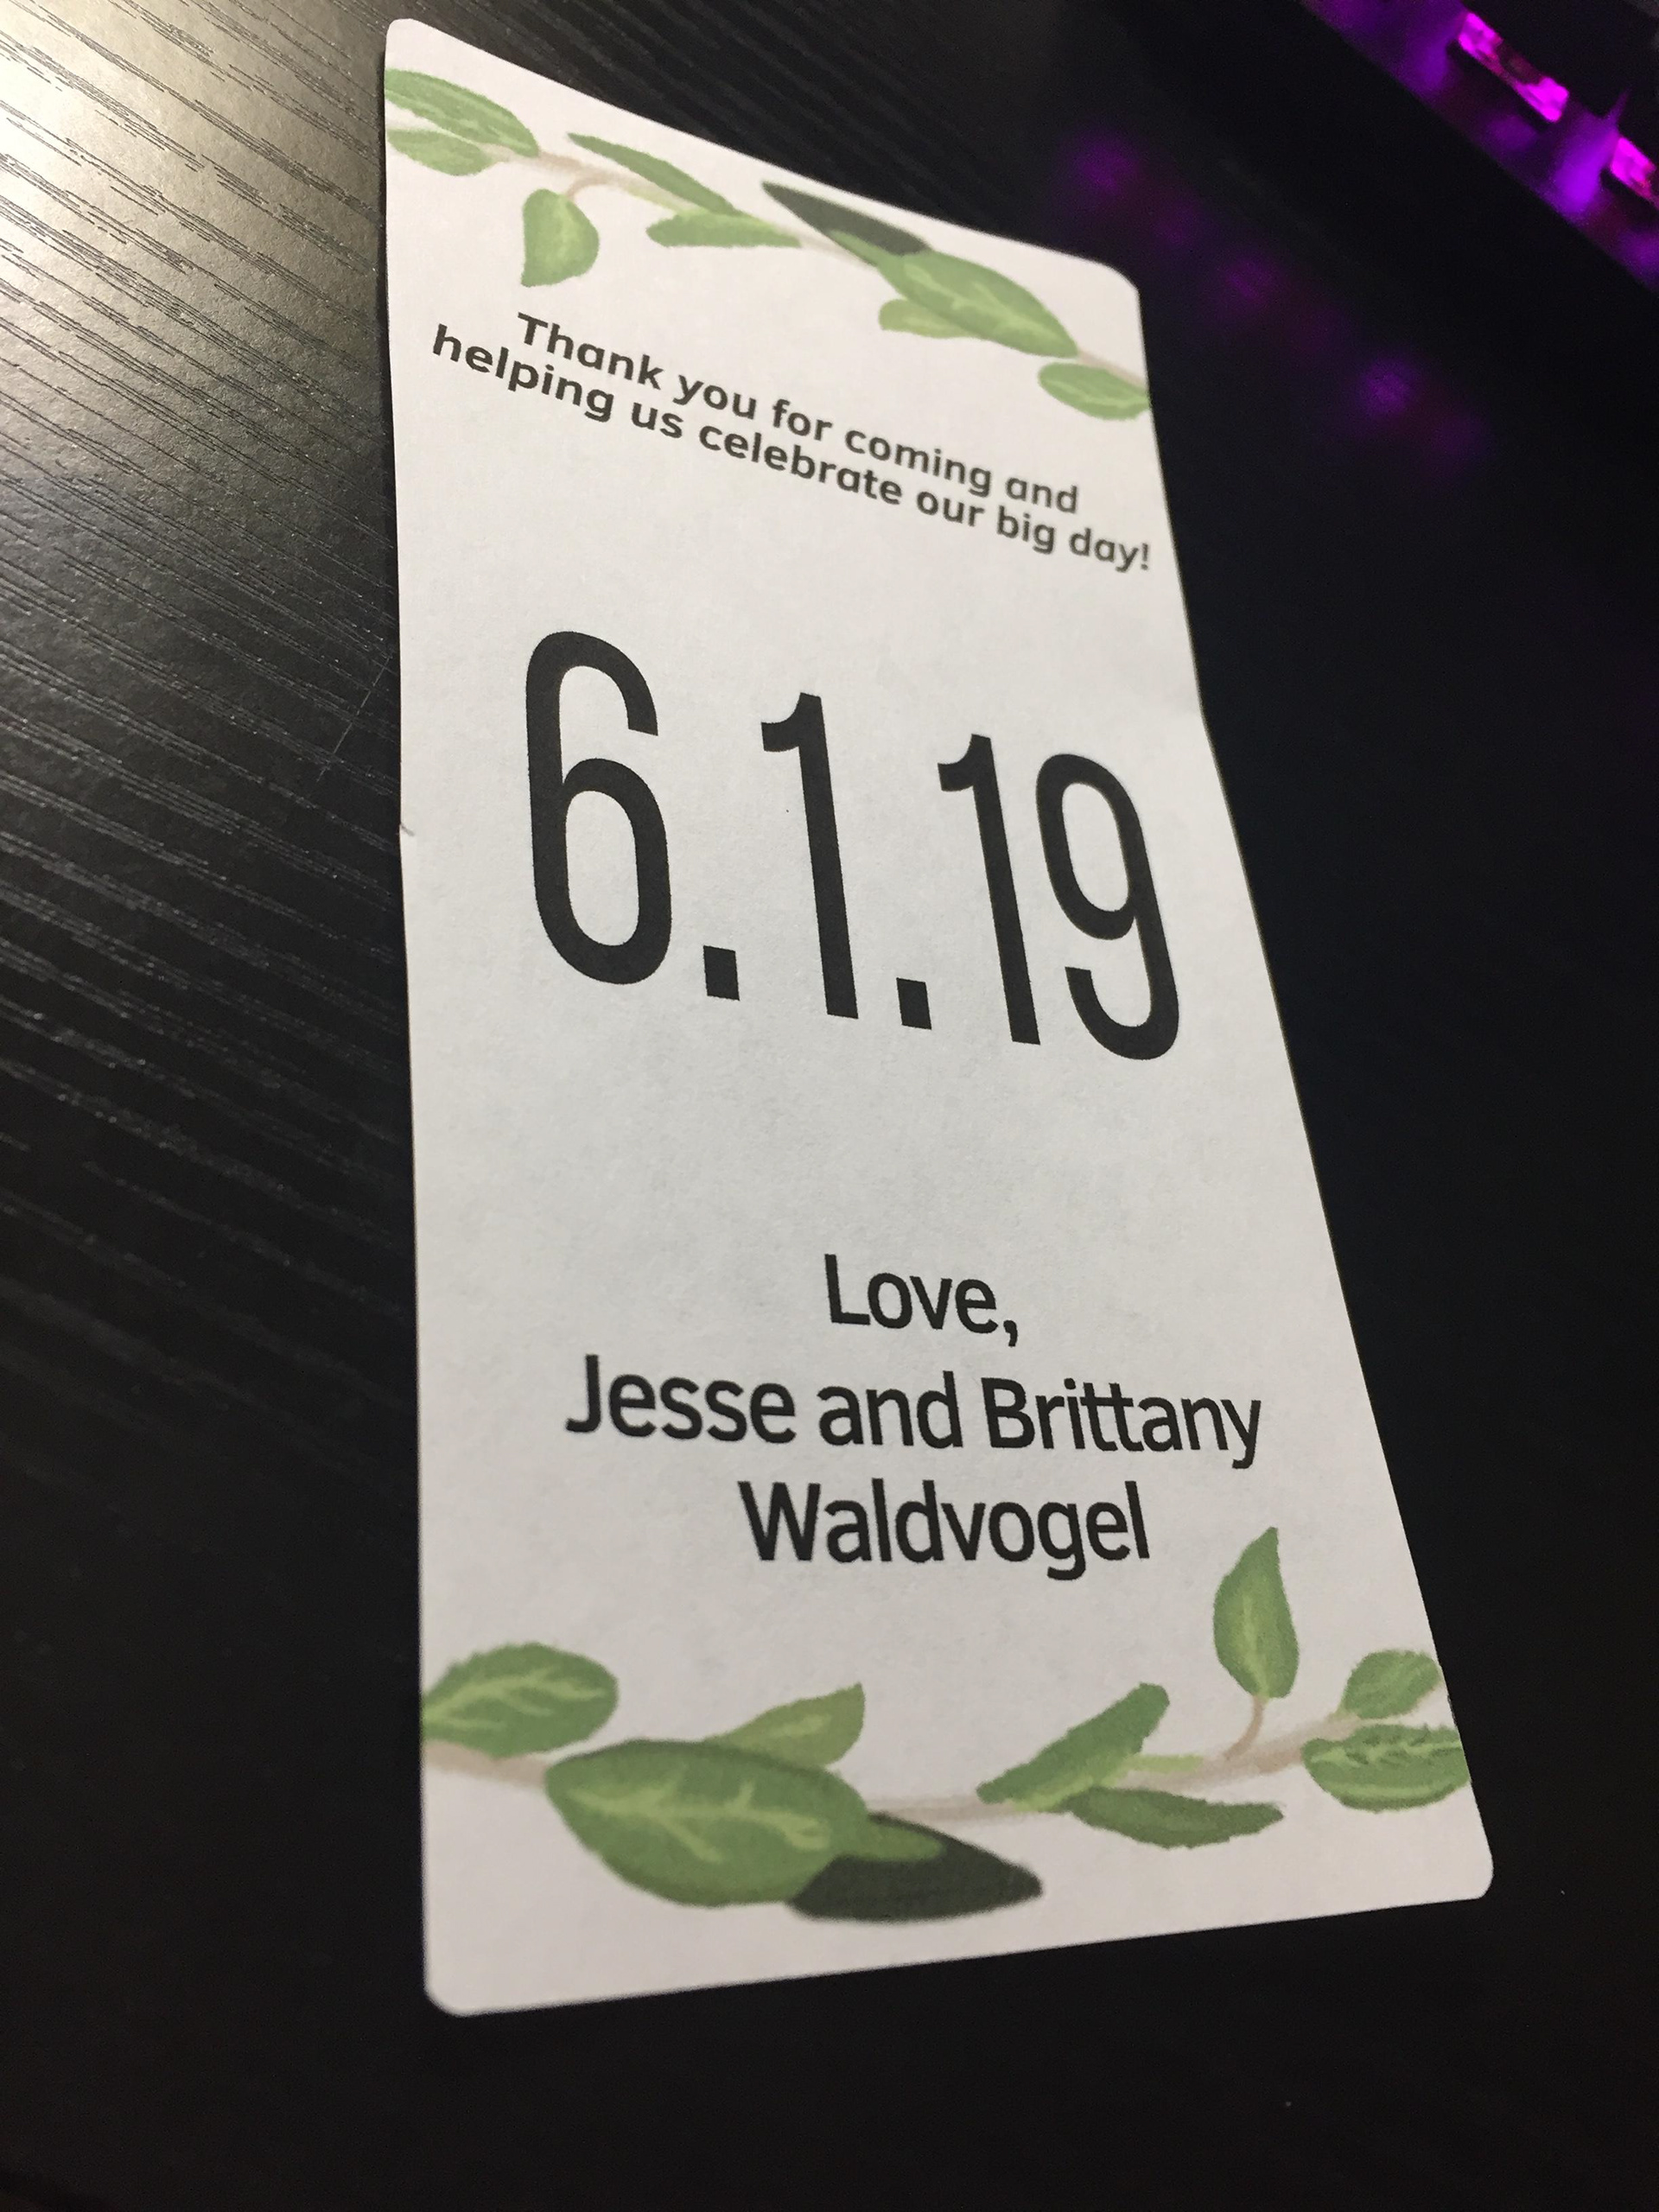 Thank you for coming and
helping us celebrate our big day!
6.1.19
Love,
Jesse and Brittany
Waldvogel